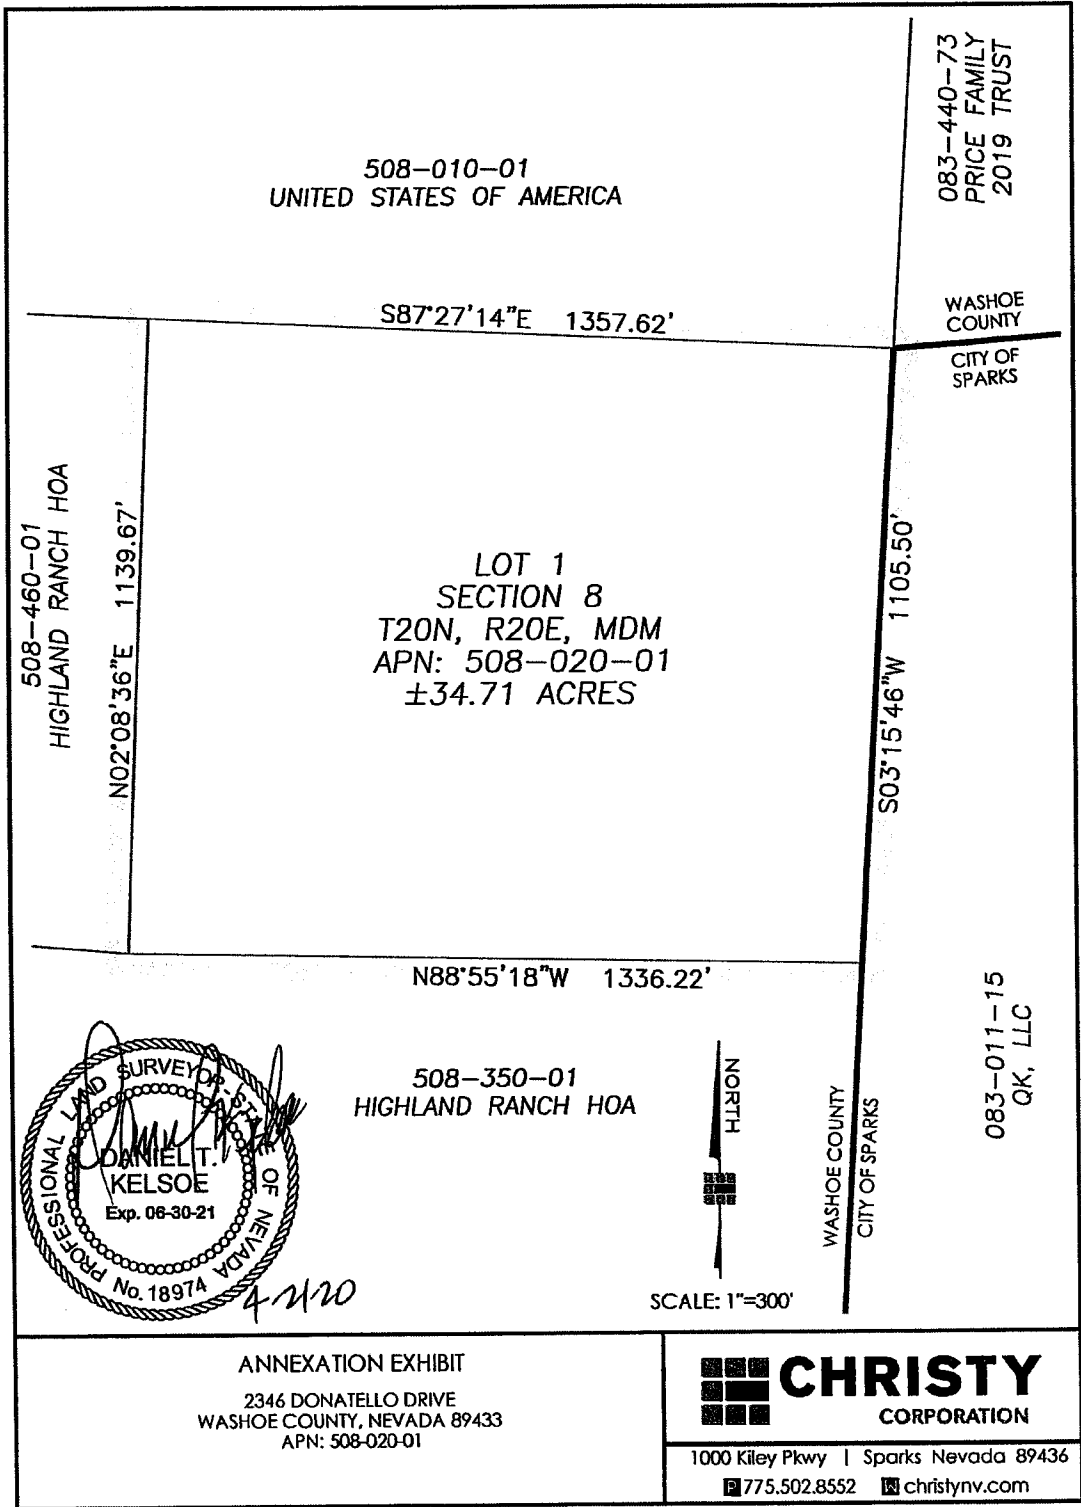 508-010-01
UNITED STATES OF AMERICA
083-440-73
PRICE FAMILY
2019 TRUST
S87°27'14"E 1357.62'
WASHOE
COUNTY
CITY OF
SPARKS
508-460-01
HIGHLAND RANCH HOA
N02°08'36"E 1139.67'
LOT 1
SECTION 8
T20N, R20E, MDM
APN: 508-020-01
±34.71 ACRES
S03°15'46"W 1105.50'
N88°55'18"W 1336.22'
508-350-01
HIGHLAND RANCH HOA
NORTH
SCALE: 1"=300'
WASHOE COUNTY
CITY OF SPARKS
083-011-15
QK, LLC
PROFESSIONAL LAND SURVEYOR-STATE OF NEVADA
DANIEL T.
KELSOE
Exp. 06-30-21
No. 18974
ANNEXATION EXHIBIT
2346 DONATELLO DRIVE
WASHOE COUNTY, NEVADA 89433
APN: 508-020-01
CHRISTY
CORPORATION
1000 Kiley Pkwy | Sparks Nevada 89436
P 775.502.8552 W christynv.com